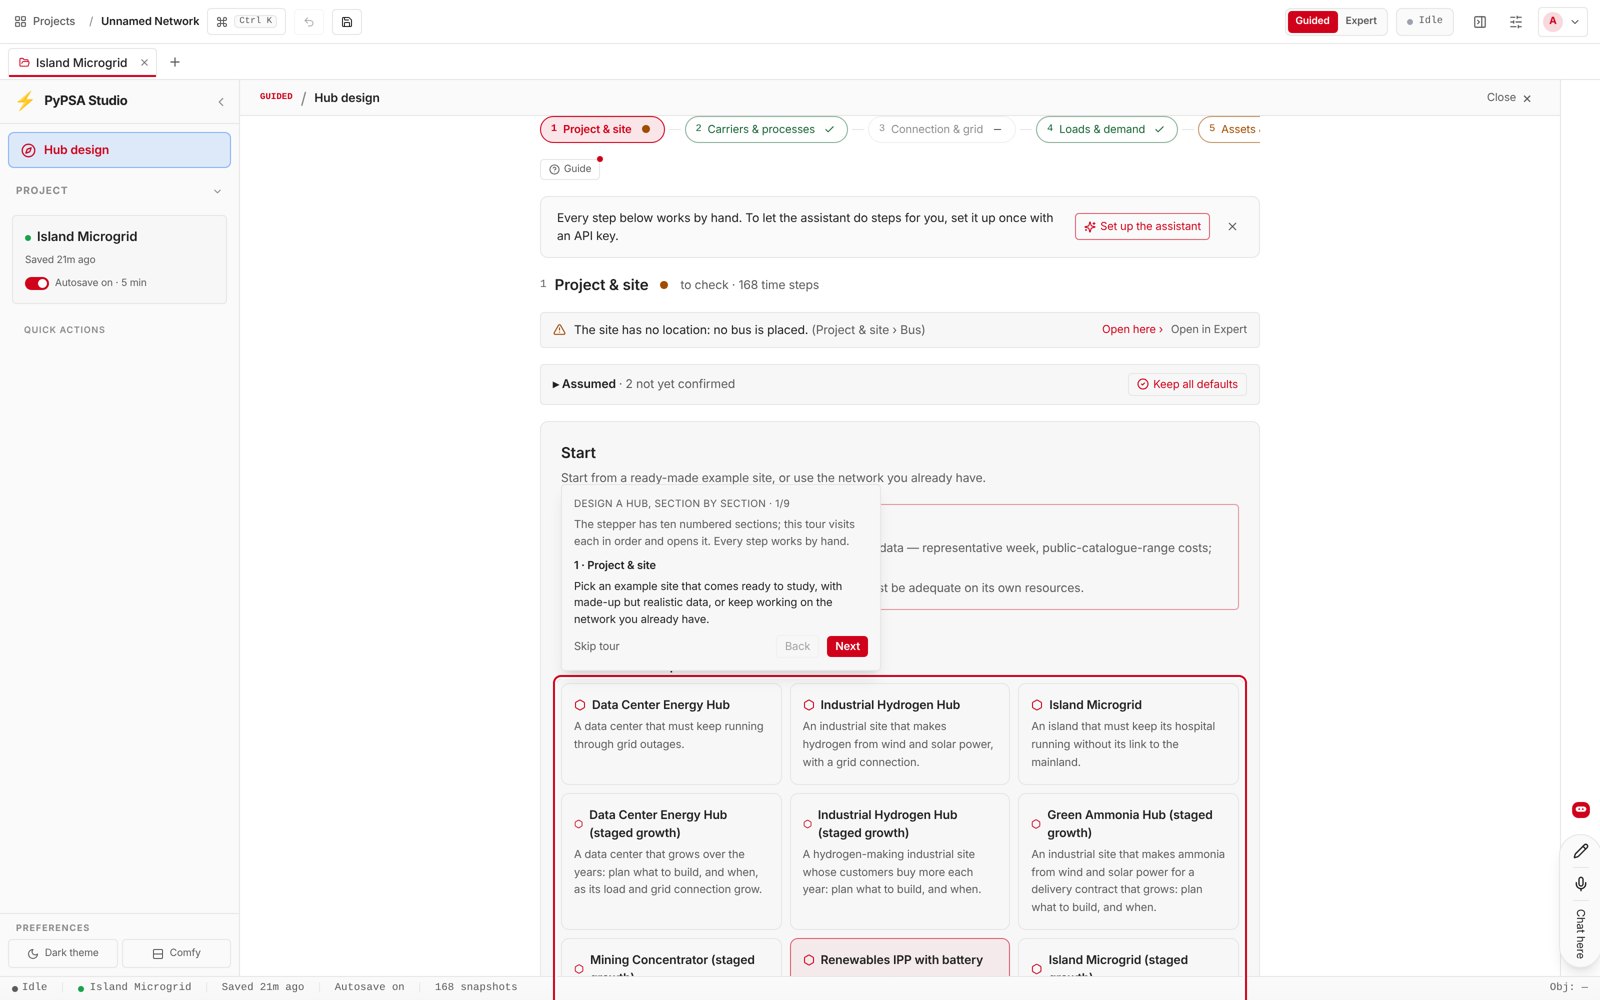 Projects / Unnamed Network Ctrl K Guided Expert Idle A
Island Microgrid
PyPSA Studio
GUIDED / Hub design Close
Hub design
PROJECT
Island Microgrid
Saved 21m ago
Autosave on · 5 min
QUICK ACTIONS
1 Project & site 2 Carriers & processes 3 Connection & grid 4 Loads & demand 5 Assets
Guide
Every step below works by hand. To let the assistant do steps for you, set it up once with
an API key.
Set up the assistant
1 Project & site to check · 168 time steps
The site has no location: no bus is placed. (Project & site › Bus) Open here › Open in Expert
Assumed · 2 not yet confirmed Keep all defaults
Start
Start from a ready-made example site, or use the network you already have.
DESIGN A HUB, SECTION BY SECTION · 1/9
The stepper has ten numbered sections; this tour visits
each in order and opens it. Every step works by hand.
1 · Project & site
Pick an example site that comes ready to study, with
made-up but realistic data, or keep working on the
network you already have.
Skip tour Back Next
data — representative week, public-catalogue-range costs;
be adequate on its own resources.
Data Center Energy Hub
A data center that must keep running
through grid outages.
Industrial Hydrogen Hub
An industrial site that makes
hydrogen from wind and solar power,
with a grid connection.
Island Microgrid
An island that must keep its hospital
running without its link to the
mainland.
Data Center Energy Hub
(staged growth)
A data center that grows over the
years: plan what to build, and when,
as its load and grid connection grow.
Industrial Hydrogen Hub
(staged growth)
A hydrogen-making industrial site
whose customers buy more each
year: plan what to build, and when.
Green Ammonia Hub (staged
growth)
An industrial site that makes ammonia
from wind and solar power for a
delivery contract that grows: plan
what to build, and when.
Mining Concentrator (staged
Renewables IPP with battery
Island Microgrid (staged
Chat here
PREFERENCES
Dark theme Comfy
Idle Island Microgrid Saved 21m ago Autosave on 168 snapshots Obj: —